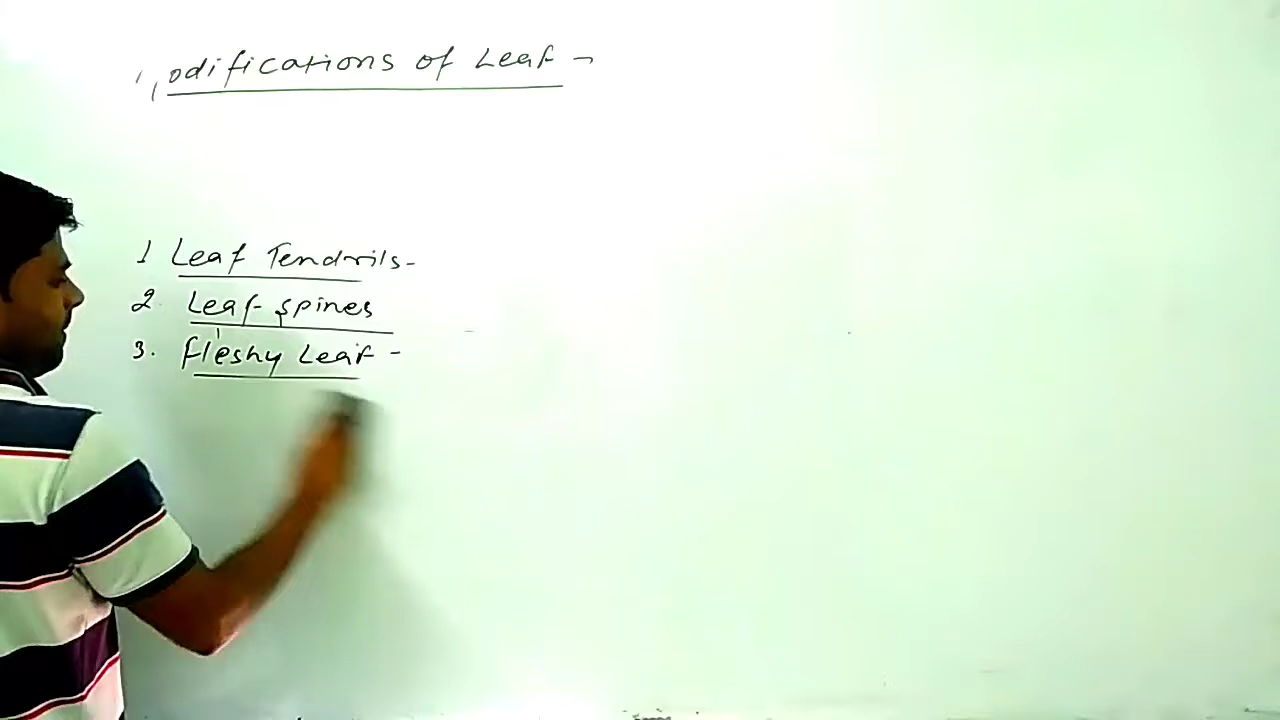 odifications of Leaf -
1 Leaf Tendrils-
2. Leaf spines
3. fleshy Leaf -